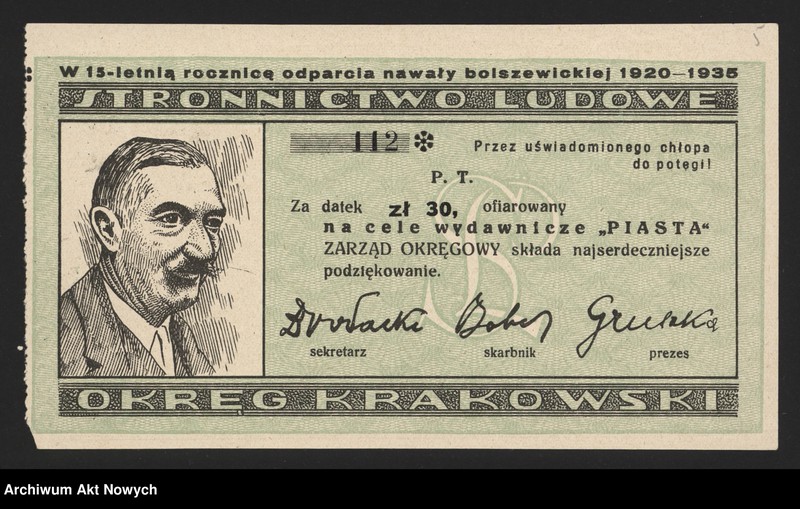 W 15-letnią rocznicę odparcia nawały bolszewickiej 1920–1935
STRONNICTWO LUDOWE
112 ✽
Przez uświadomionego chłopa
do potęgi!
P. T.
Za datek zł 30, ofiarowany
na cele wydawnicze „PIASTA“
ZARZĄD OKRĘGOWY składa najserdeczniejsze
podziękowanie.
sekretarz skarbnik prezes
OKRĘG KRAKOWSKI
Archiwum Akt Nowych